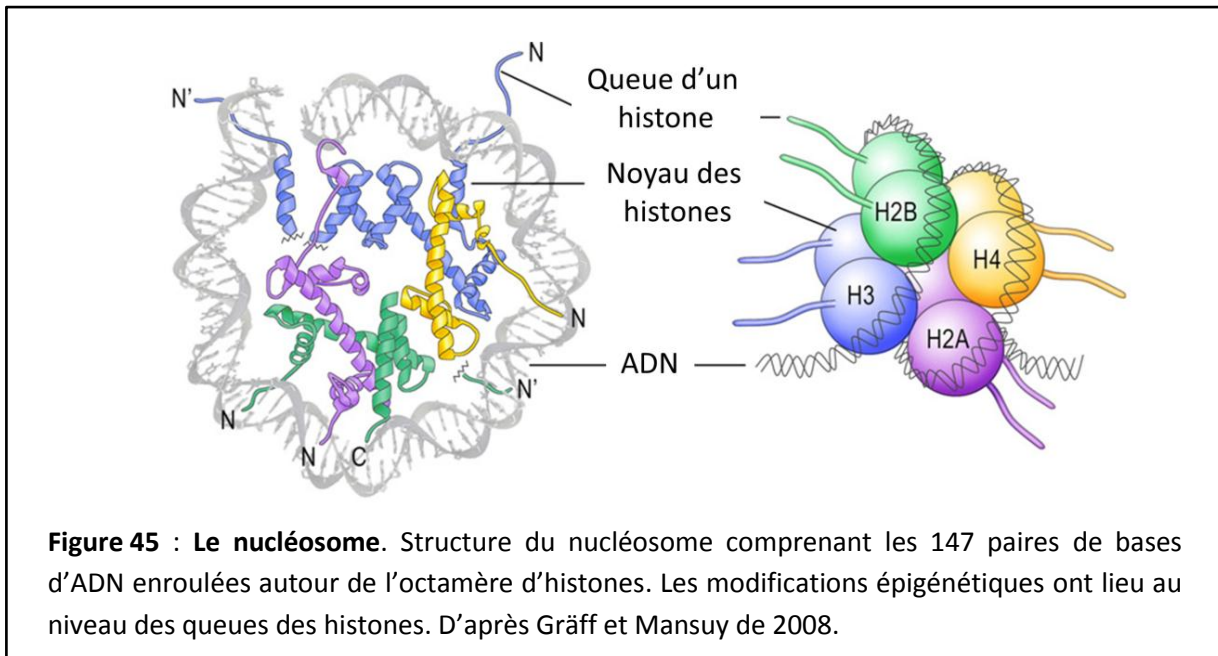 N'
N
Queue d'un
histone
Noyau des
histones
ADN
N
N'
N
N
C
H2B
H4
H3
H2A
Figure 45 : Le nucléosome. Structure du nucléosome comprenant les 147 paires de bases
d'ADN enroulées autour de l'octamère d'histones. Les modifications épigénétiques ont lieu au
niveau des queues des histones. D'après Gräff et Mansuy de 2008.